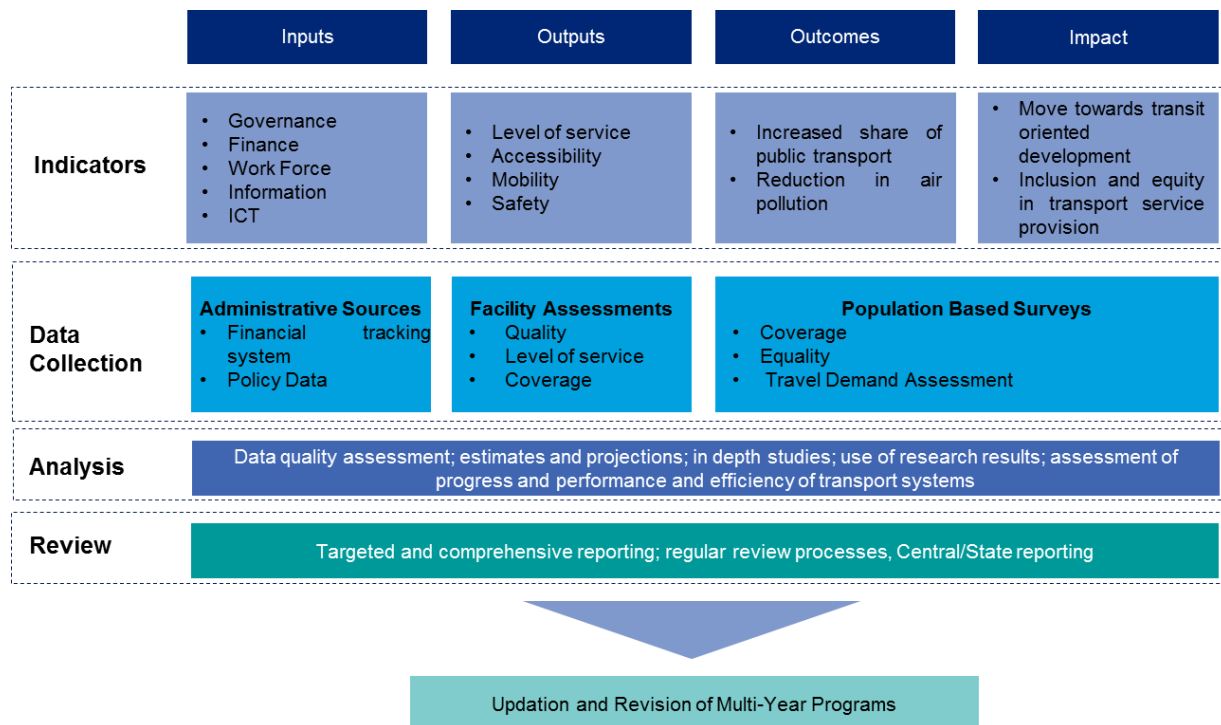 Inputs
Outputs
Outcomes
Impact
Indicators
• Governance
• Finance
• Work Force
• Information
• ICT
• Level of service
• Accessibility
• Mobility
• Safety
• Increased share of
public transport
• Reduction in air
pollution
• Move towards transit
oriented
development
• Inclusion and equity
in transport service
provision
Data
Collection
Administrative Sources
• Financial tracking
system
• Policy Data
Facility Assessments
• Quality
• Level of service
• Coverage
Population Based Surveys
• Coverage
• Equality
• Travel Demand Assessment
Analysis
Data quality assessment; estimates and projections; in depth studies; use of research results; assessment of
progress and performance and efficiency of transport systems
Review
Targeted and comprehensive reporting; regular review processes, Central/State reporting
Updation and Revision of Multi-Year Programs